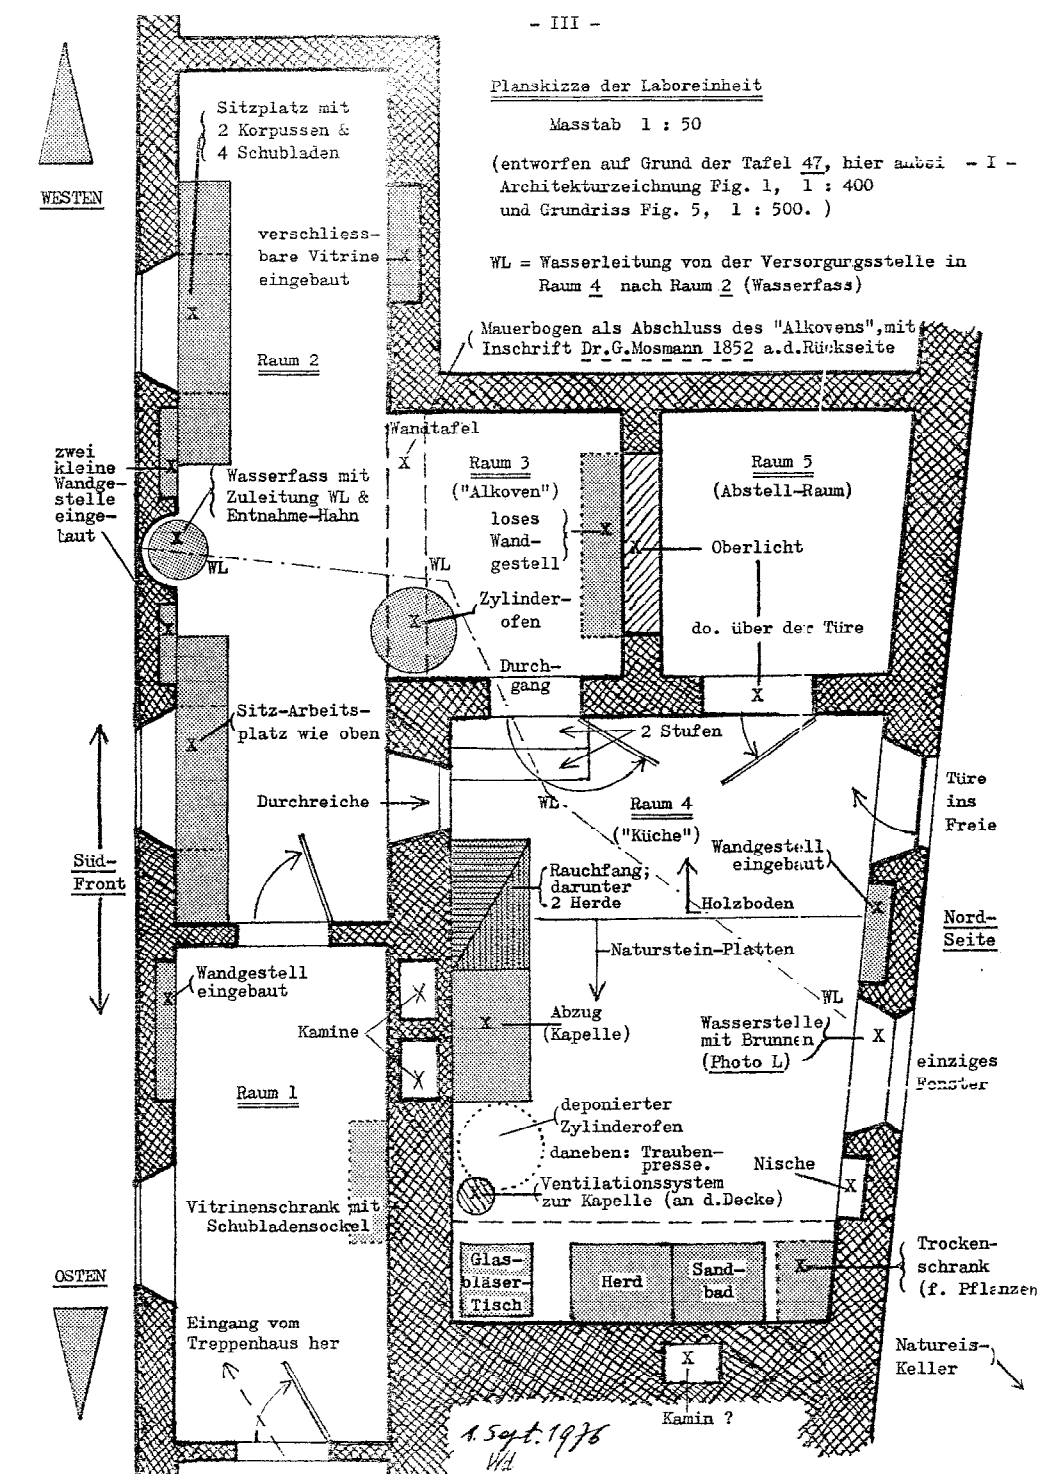 - III -
Planskizze der Laboreinheit
Masstab 1 : 50
(entworfen auf Grund der Tafel 47, hier anbei - I -
Architekturzeichnung Fig. 1, 1 : 400
und Grundriss Fig. 5, 1 : 500. )
WL = Wasserleitung von der Versorgungsstelle in
Raum 4 nach Raum 2 (Wasserfass)
Mauerbogen als Abschluss des "Alkovens", mit
Inschrift Dr.G.Mosmann 1852 a.d.Rückseite
WESTEN
Sitzplatz mit
2 Korpussen &
4 Schubladen
verschliess-
bare Vitrine
eingebaut
X
X
Raum 2
zwei
kleine
Wandge-
stelle
einge-
baut
X
Wasserfass mit
Zuleitung WL &
Entnahme-Hahn
X
WL
X
Wandtafel
X
Raum 3
("Alkoven")
loses
Wand-
gestell
X
WL
Zylinder-
ofen
X
Durch-
gang
Raum 5
(Abstell-Raum)
X
Oberlicht
do. über der Türe
X
Sitz-Arbeits-
platz wie oben
X
Durchreiche
2 Stufen
WL
Raum 4
("Küche")
Türe
ins
Freie
Wandgestell
eingebaut
X
Süd-
Front
Rauchfang;
darunter
2 Herde
Holzboden
Naturstein-Platten
Nord-
Seite
Wandgestell
eingebaut
X
Kamine
X
X
Abzug
(Kapelle)
X
WL
Wasserstelle
mit Brunnen
(Photo L)
X
einziges
Fenster
Raum 1
deponierter
Zylinderofen
daneben: Trauben-
presse.
Nische
X
Ventilationssystem
zur Kapelle (an d.Decke)
X
Vitrinenschrank mit
Schubladensockel
Glas-
bläser-
Tisch
Herd
Sand-
bad
X
Trocken-
schrank
(f. Pflanzen
OSTEN
Eingang vom
Treppenhaus her
X
Kamin ?
Natureis-
Keller
1. Sept. 1976
Wd